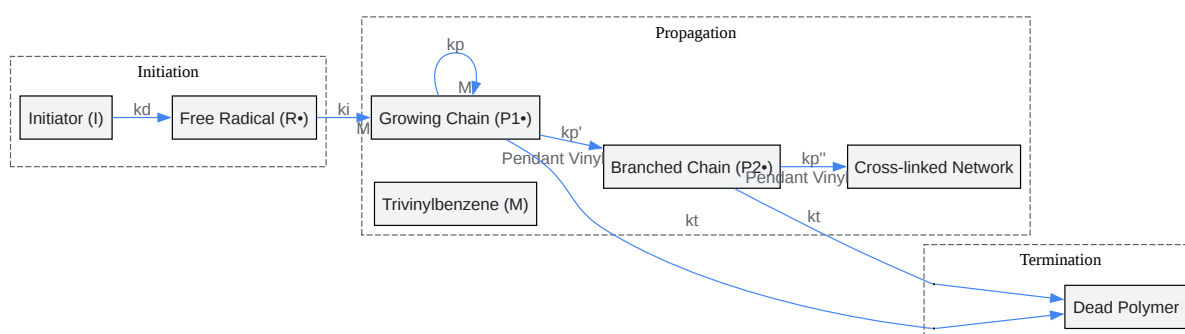 Propagation
Initiation
kp
M
Initiator (I)
kd
Free Radical (R•)
ki
M
Growing Chain (P1•)
kp'
Pendant Vinyl
Branched Chain (P2•)
kp''
Pendant Vinyl
Cross-linked Network
Trivinylbenzene (M)
kt
kt
Termination
Dead Polymer